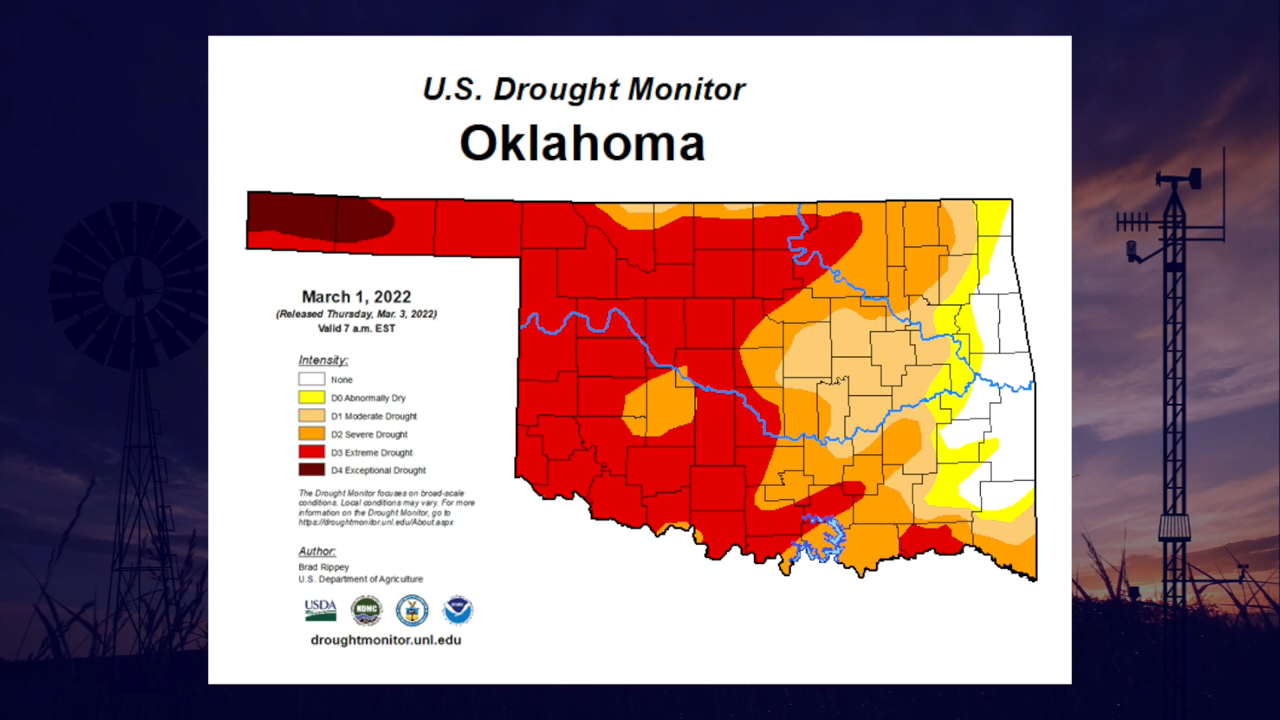 U.S. Drought Monitor
Oklahoma
March 1, 2022
(Released Thursday, Mar. 3, 2022)
Valid 7 a.m. EST
Intensity:
None
D0 Abnormally Dry
D1 Moderate Drought
D2 Severe Drought
D3 Extreme Drought
D4 Exceptional Drought
The Drought Monitor focuses on broad-scale
conditions. Local conditions may vary. For more
information on the Drought Monitor, go to
https://droughtmonitor.unl.edu/About.aspx
Author:
Brad Rippey
U.S. Department of Agriculture
USDA
NDMC
droughtmonitor.unl.edu